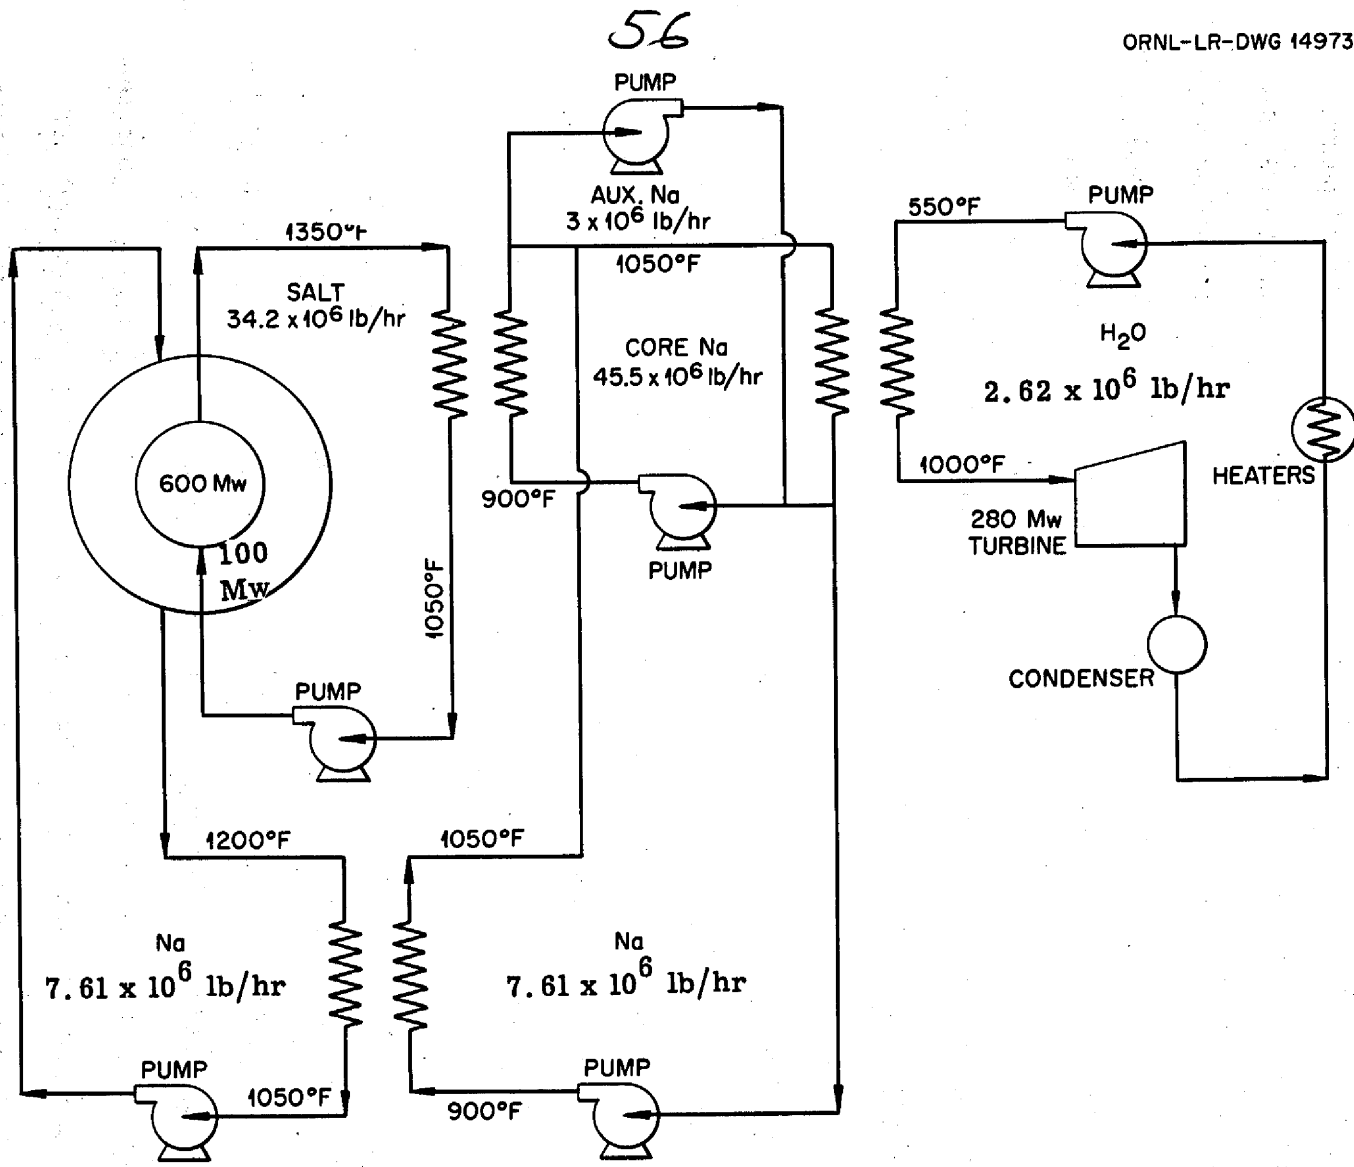 56
ORNL-LR-DWG 14973
PUMP
AUX. Na
3 x 10⁶ lb/hr
1350°F
SALT
34.2 x 10⁶ lb/hr
1050°F
CORE Na
45.5 x 10⁶ lb/hr
550°F
PUMP
H₂O
2.62 x 10⁶ lb/hr
600 Mw
100
Mw
900°F
PUMP
1000°F
280 Mw
TURBINE
HEATERS
1050°F
CONDENSER
PUMP
1200°F
1050°F
Na
7.61 x 10⁶ lb/hr
Na
7.61 x 10⁶ lb/hr
PUMP
1050°F
PUMP
900°F